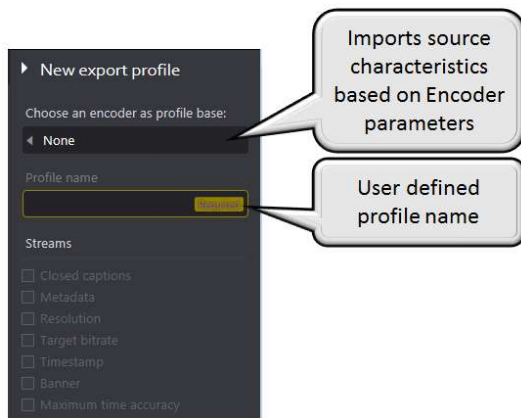 New export profile
Choose an encoder as profile base:
None
Profile name
Required
Streams
Closed captions
Metadata
Resolution
Target bitrate
Timestamp
Banner
Maximum time accuracy
Imports source
characteristics
based on Encoder
parameters
User defined
profile name